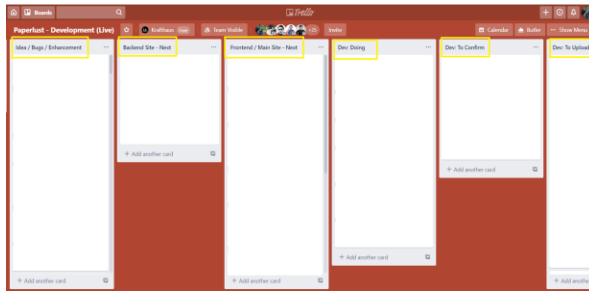 Boards
Trello
Paperlust - Development (Live)
Krafthaus
Team Visible
+25
Invite
Calendar
Butler
Show Menu
Idea / Bugs / Enhancement
Backend Site - Next
Frontend / Main Site - Next
Dev: Doing
Dev: To Confirm
Dev: To Upload
+ Add another card
+ Add another card
+ Add another card
+ Add another card
+ Add another card
+ Add anothe